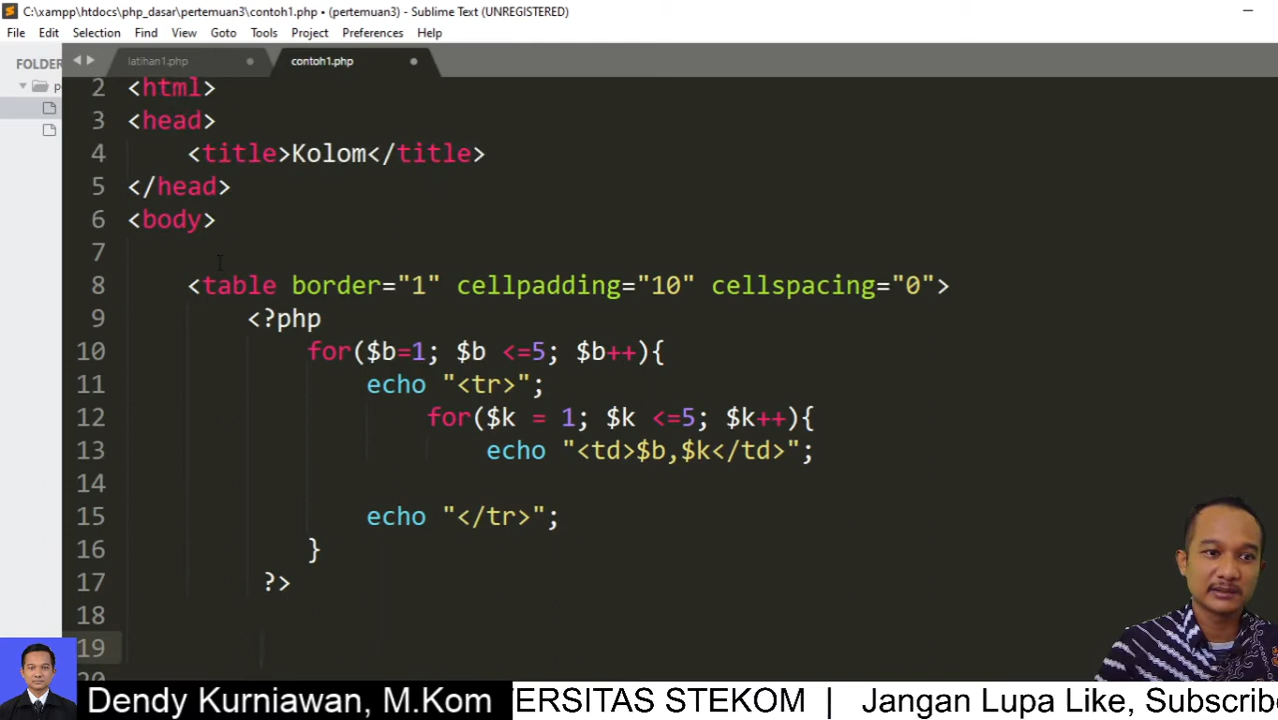 C:\xampp\htdocs\php_dasar\pertemuan3\contoh1.php • (pertemuan3) - Sublime Text (UNREGISTERED)
File Edit Selection Find View Goto Tools Project Preferences Help
FOLDER
latihan1.php
contoh1.php
p
2 <html>
3 <head>
4 <title>Kolom</title>
5 </head>
6 <body>
7
8 <table border="1" cellpadding="10" cellspacing="0">
9 <?php
10 for($b=1; $b <=5; $b++){
11 echo "<tr>";
12 for($k = 1; $k <=5; $k++){
13 echo "<td>$b,$k</td>";
14
15 echo "</tr>";
16 }
17 ?>
18
19
Dendy Kurniawan, M.Kom
VERSITAS STEKOM | Jangan Lupa Like, Subscribe